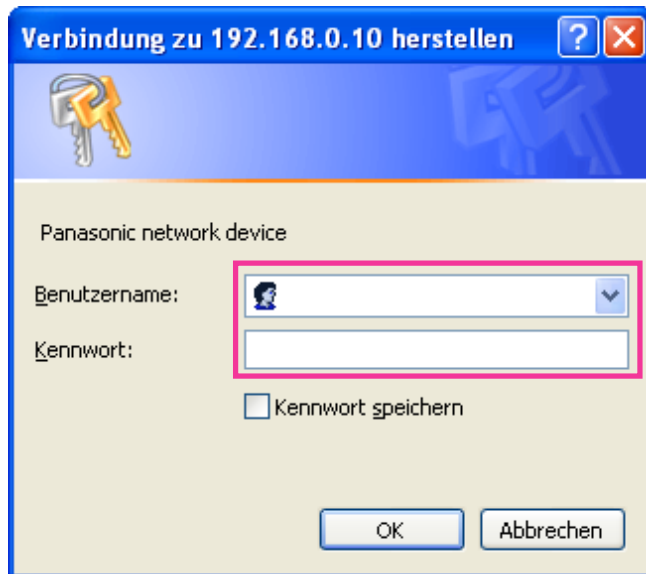 Verbindung zu 192.168.0.10 herstellen
Panasonic network device
Benutzername:
Kennwort:
Kennwort speichern
OK Abbrechen